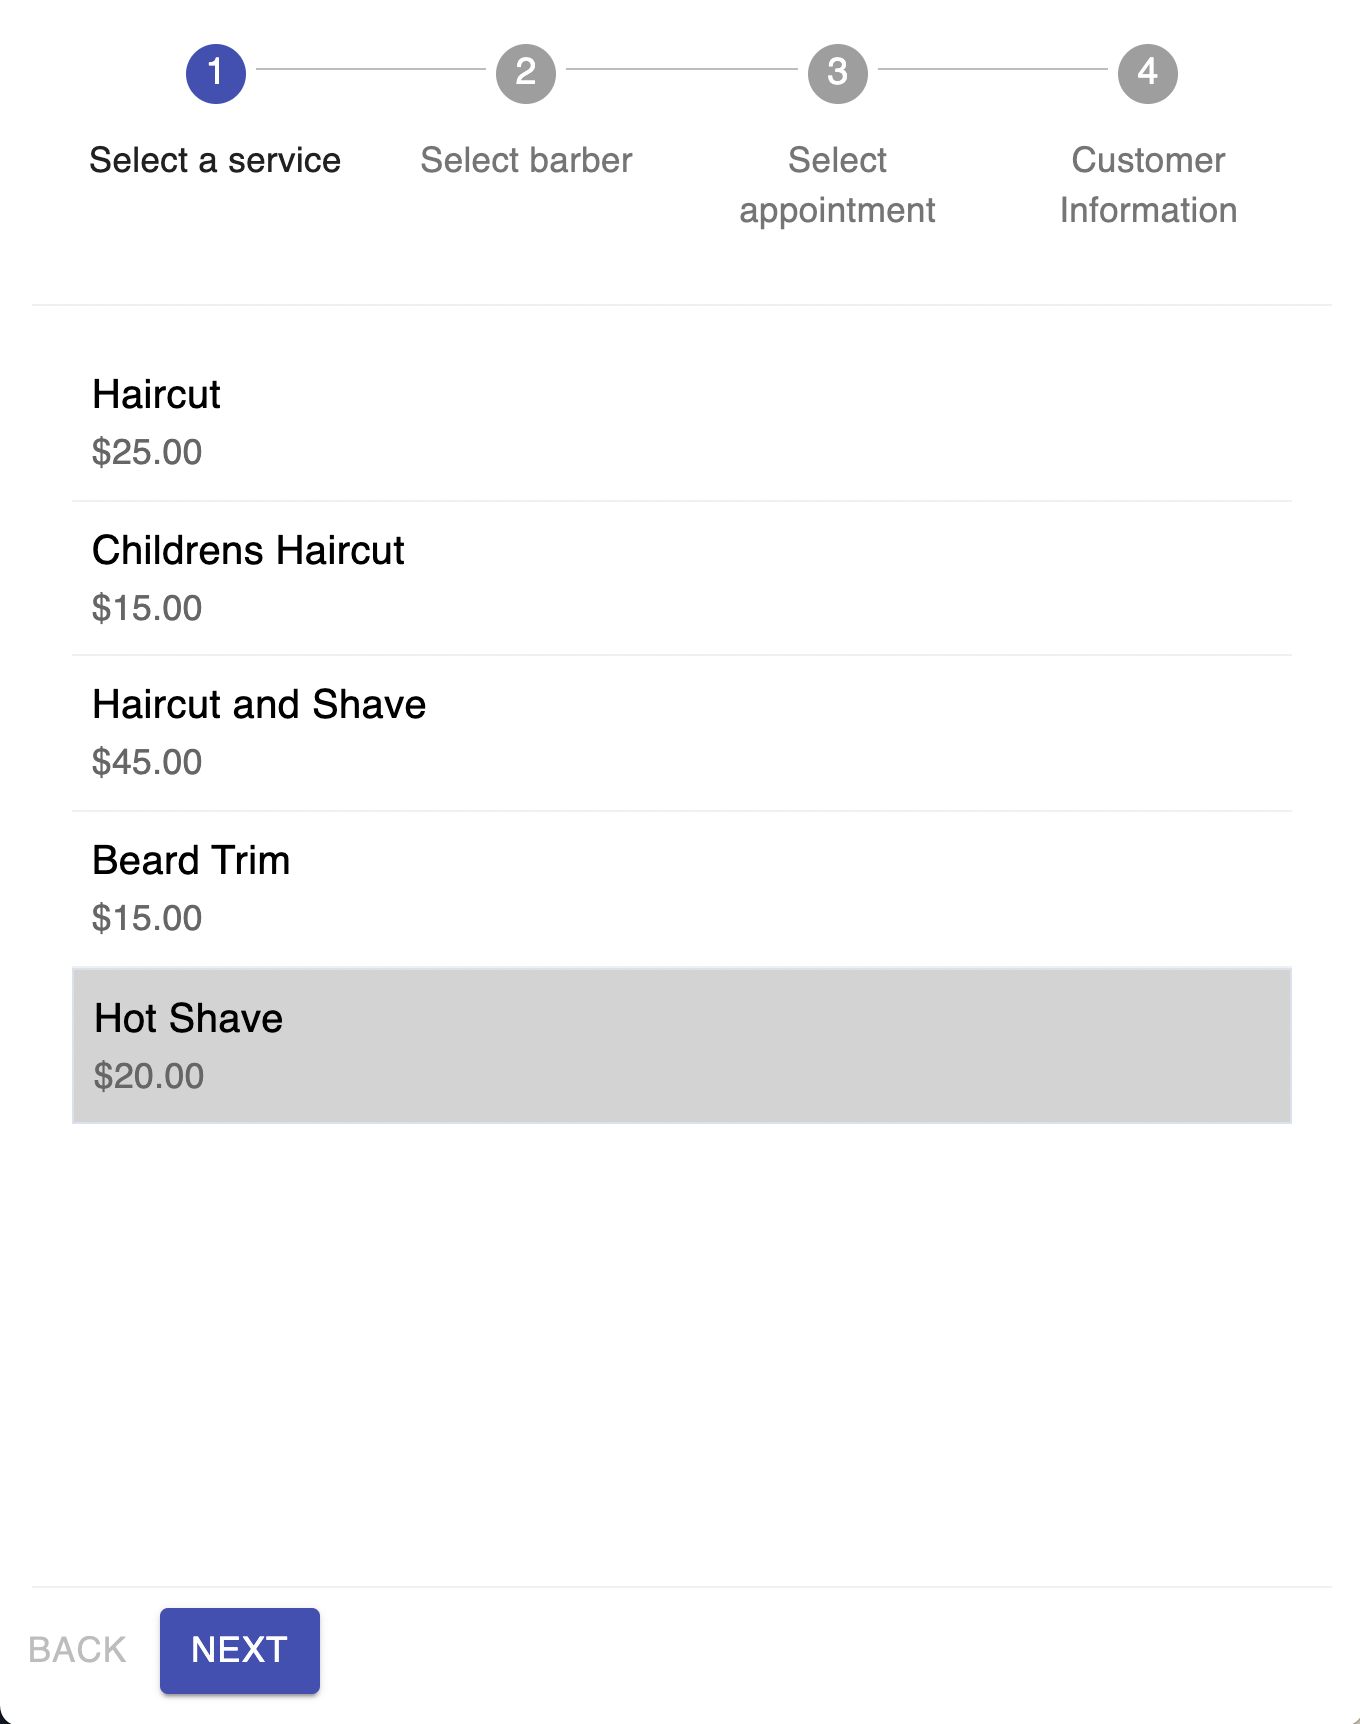 1 2 3 4
Select a service Select barber Select appointment Customer Information
Haircut
$25.00
Childrens Haircut
$15.00
Haircut and Shave
$45.00
Beard Trim
$15.00
Hot Shave
$20.00
BACK NEXT